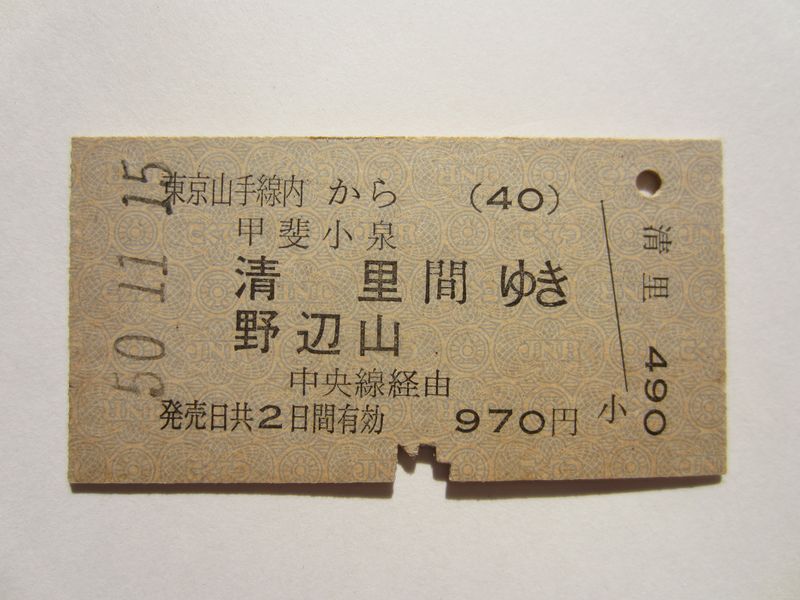 50.11.15
東京山手線内から (40)
甲斐小泉
清里間ゆき
野辺山
中央線経由
発売日共2日間有効 970円
小
清里 490